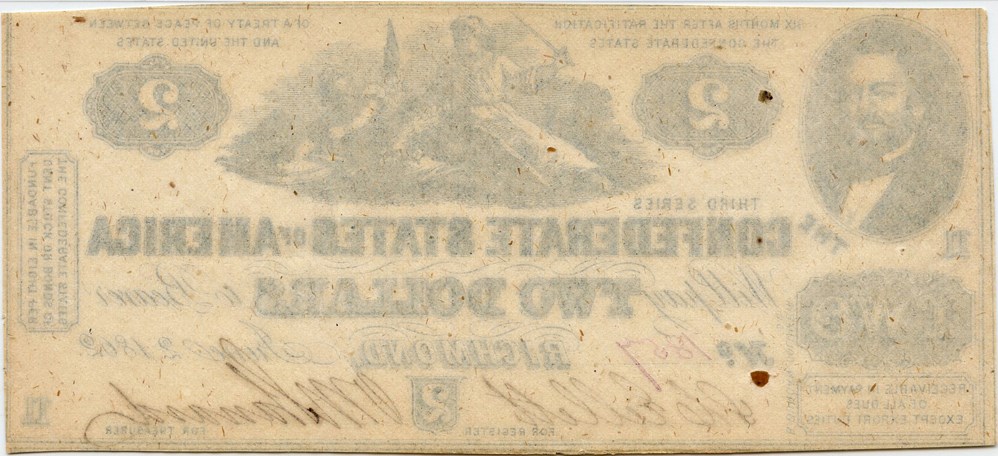 SIX MONTHS AFTER THE RATIFICATION
OF A TREATY OF PEACE BETWEEN
THE CONFEDERATE STATES
AND THE UNITED STATES
2
2
THE CONFEDERATE STATES
FUNDABLE IN EIGHT PER
CENT STOCK OR BONDS OF
THIRD SERIES
THE CONFEDERATE STATES OF AMERICA
Will pay TWO DOLLARS to Bearer
TWO
Nº 1857
RICHMOND, June 2 1862
RECEIVABLE IN PAYMENT
OF ALL DUES
EXCEPT EXPORT DUTIES
2
FOR REGISTER
FOR TREASURER